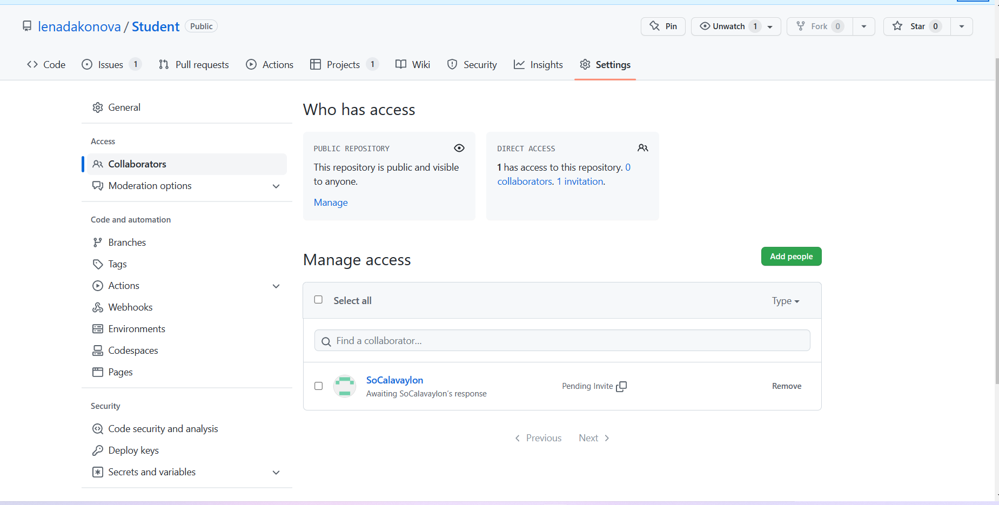 lenadakonova / Student Public
Pin
Unwatch 1
Fork 0
Star 0
Code
Issues 1
Pull requests
Actions
Projects 1
Wiki
Security
Insights
Settings
General
Access
Collaborators
Moderation options
Code and automation
Branches
Tags
Actions
Webhooks
Environments
Codespaces
Pages
Security
Code security and analysis
Deploy keys
Secrets and variables
Who has access
PUBLIC REPOSITORY
This repository is public and visible
to anyone.
Manage
DIRECT ACCESS
1 has access to this repository. 0
collaborators. 1 invitation.
Manage access
Add people
Select all
Type
Find a collaborator...
SoCalavaylon
Awaiting SoCalavaylon's response
Pending Invite
Remove
Previous
Next